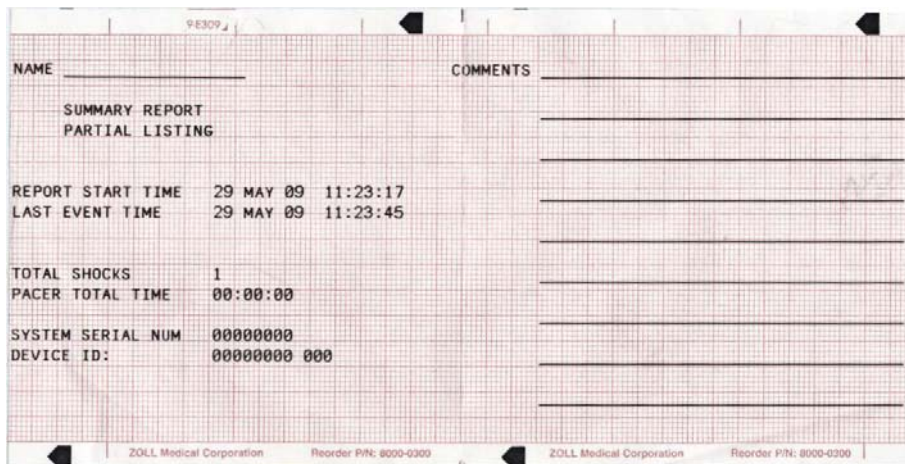 9-E309
NAME
COMMENTS
SUMMARY REPORT
PARTIAL LISTING
REPORT START TIME 29 MAY 09 11:23:17
LAST EVENT TIME 29 MAY 09 11:23:45
TOTAL SHOCKS 1
PACER TOTAL TIME 00:00:00
SYSTEM SERIAL NUM 00000000
DEVICE ID: 00000000 000
ZOLL Medical Corporation Reorder P/N: 8000-0300
ZOLL Medical Corporation Reorder P/N: 8000-0300